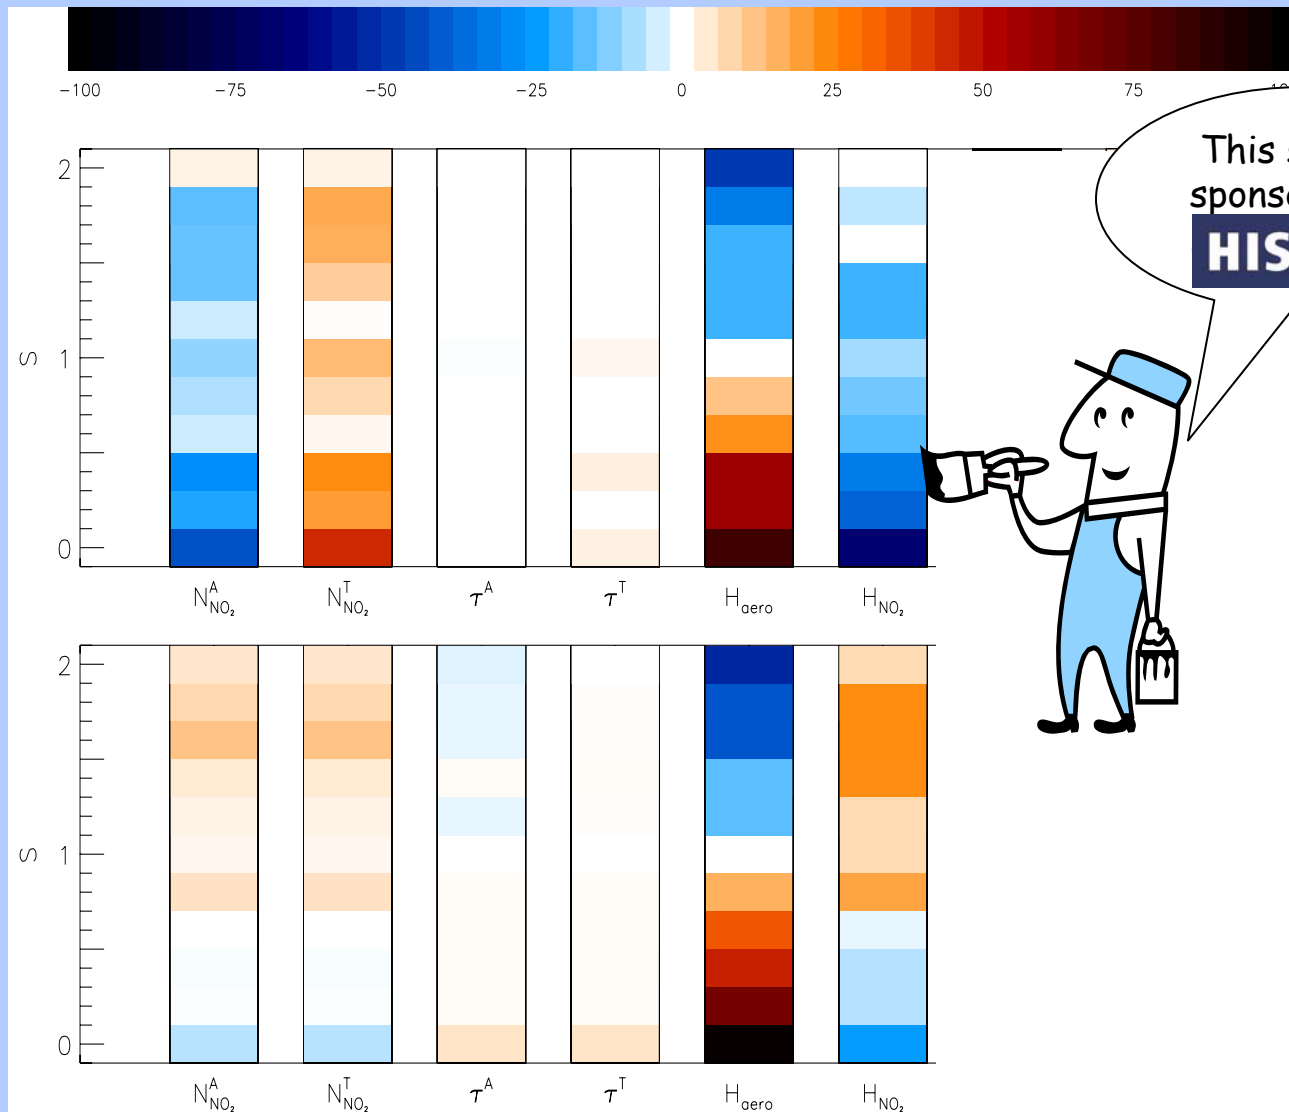 -100 -75 -50 -25 0 25 50 75
This
spons
HIS
2
S 1
0
N^A_NO₂ N^T_NO₂ τ^A τ^T H_aero H_NO₂
2
S 1
0
N^A_NO₂ N^T_NO₂ τ^A τ^T H_aero H_NO₂